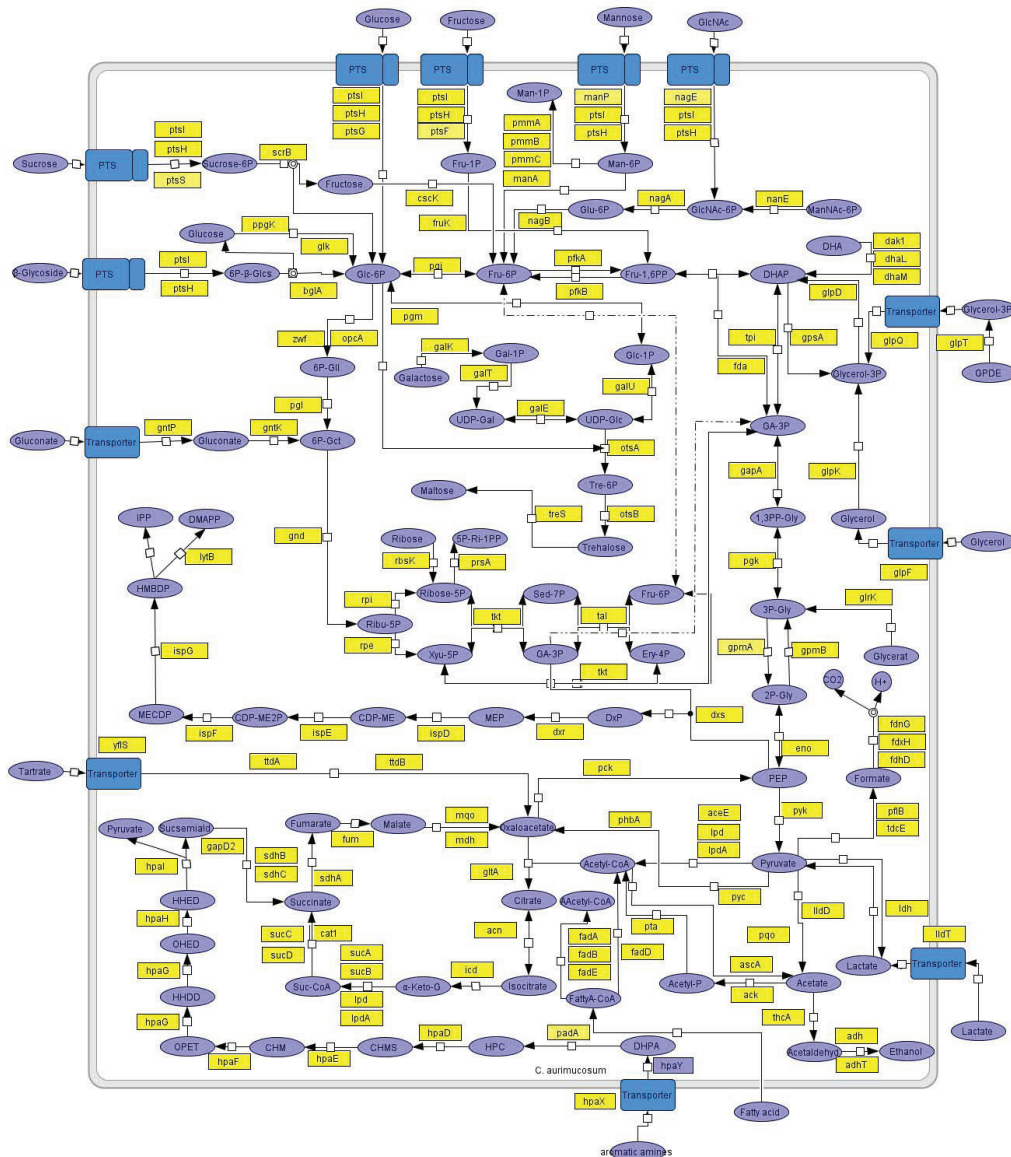 Glucose
Fructose
Mannose
GlcNAc
PTS
PTS
PTS
PTS
ptsI
ptsH
ptsG
ptsI
ptsH
ptsF
Man-1P
pmmA
pmmB
pmmC
manA
manP
ptsI
ptsH
nagE
ptsI
ptsH
Sucrose
PTS
ptsI
ptsH
ptsS
Sucrose-6P
scrB
Fructose
cscK
Fru-1P
fruK
Man-6P
Glu-6P
nagA
nagB
GlcNAc-6P
nanE
ManNAc-6P
Glucose
ppgK
glk
β-Glycoside
PTS
ptsI
ptsH
6P-β-Glcs
bglA
Glc-6P
pgi
Fru-6P
pfkA
pfkB
Fru-1,6PP
DHAP
DHA
dak1
dhaL
dhaM
glpD
Transporter
Glycerol-3P
glpQ
glpT
GPDE
Glycerol-3P
tpi
gpsA
fda
zwf
opcA
pgm
galK
Gal-1P
Galactose
galT
Glc-1P
galU
6P-Gll
pgl
UDP-Gal
galE
UDP-Glc
GA-3P
Gluconate
Transporter
gntP
Gluconate
gntK
6P-Gct
otsA
Tre-6P
gapA
glpK
Maltose
treS
otsB
Trehalose
1,3PP-Gly
Glycerol
Transporter
Glycerol
glpF
IPP
DMAPP
lytB
HMBDP
gnd
Ribose
rbsK
5P-Ri-1PP
prsA
pgk
rpi
Ribose-5P
Sed-7P
Fru-6P
3P-Gly
glrK
Glycerat
Ribu-5P
tkt
tal
rpe
Xyu-5P
GA-3P
Ery-4P
tkt
gpmA
gpmB
2P-Gly
CO2
H+
ispG
MECDP
CDP-ME2P
CDP-ME
MEP
DxP
dxs
ispF
ispE
ispD
dxr
eno
fdnG
fdxH
fdhD
Formate
yflS
Tartrate
Transporter
ttdA
ttdB
pck
PEP
pyk
pflB
tdcE
Pyruvate
Sucsemiald
gapD2
hpaI
sdhB
sdhC
sdhA
Fumarate
fum
Malate
mqo
mdh
Oxaloacetate
phbA
aceE
lpd
lpdA
Pyruvate
gltA
Acetyl-CoA
pyc
ldh
lldD
lldT
HHED
hpaH
OHED
hpaG
HHDD
hpaG
OPET
Succinate
sucC
sucD
cat1
sucA
sucB
lpd
lpdA
Suc-CoA
α-Keto-G
icd
Isocitrate
acn
Citrate
AAcetyl-CoA
fadA
fadB
fadE
FattyA-CoA
fadD
pta
Acetyl-P
ascA
ack
pqo
Acetate
Lactate
Transporter
Lactate
thcA
Acetaldehyd
adh
adhT
Ethanol
hpaF
CHM
hpaE
CHMS
hpaD
HPC
padA
DHPA
hpaY
C. aurimucosum
hpaX
Transporter
Fatty acid
aromatic amines